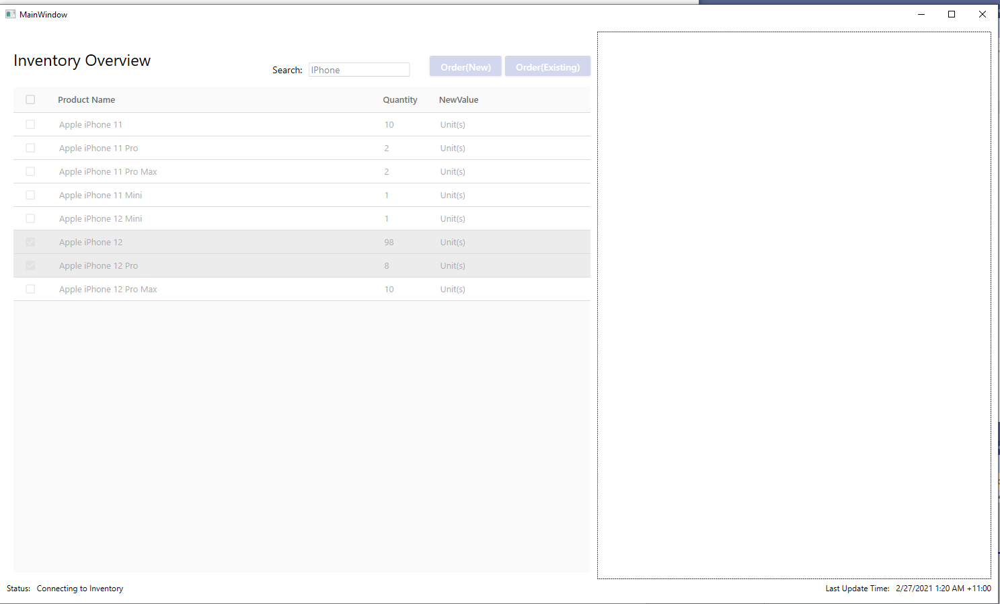 MainWindow
Inventory Overview
Search: IPhone Order(New) Order(Existing)
Product Name Quantity NewValue
Apple iPhone 11 10 Unit(s)
Apple iPhone 11 Pro 2 Unit(s)
Apple iPhone 11 Pro Max 2 Unit(s)
Apple iPhone 11 Mini 1 Unit(s)
Apple iPhone 12 Mini 1 Unit(s)
Apple iPhone 12 98 Unit(s)
Apple iPhone 12 Pro 8 Unit(s)
Apple iPhone 12 Pro Max 10 Unit(s)
Status: Connecting to Inventory Last Update Time: 2/27/2021 1:20 AM +11:00